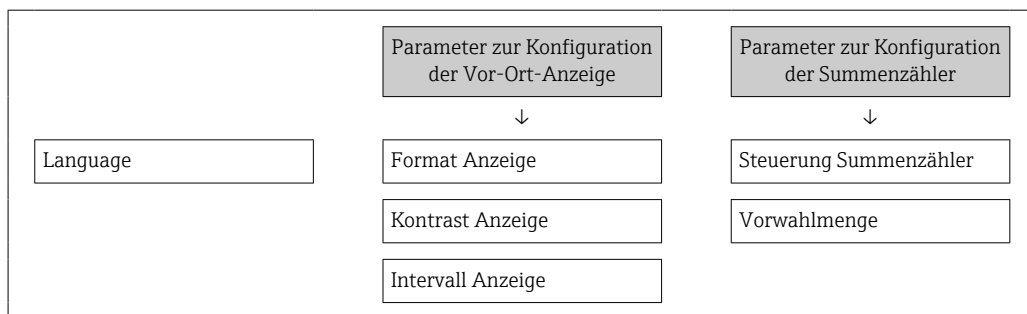 Parameter zur Konfiguration
der Vor-Ort-Anzeige
Parameter zur Konfiguration
der Summenzähler
↓
↓
Language
Format Anzeige
Steuerung Summenzähler
Kontrast Anzeige
Vorwahlmenge
Intervall Anzeige